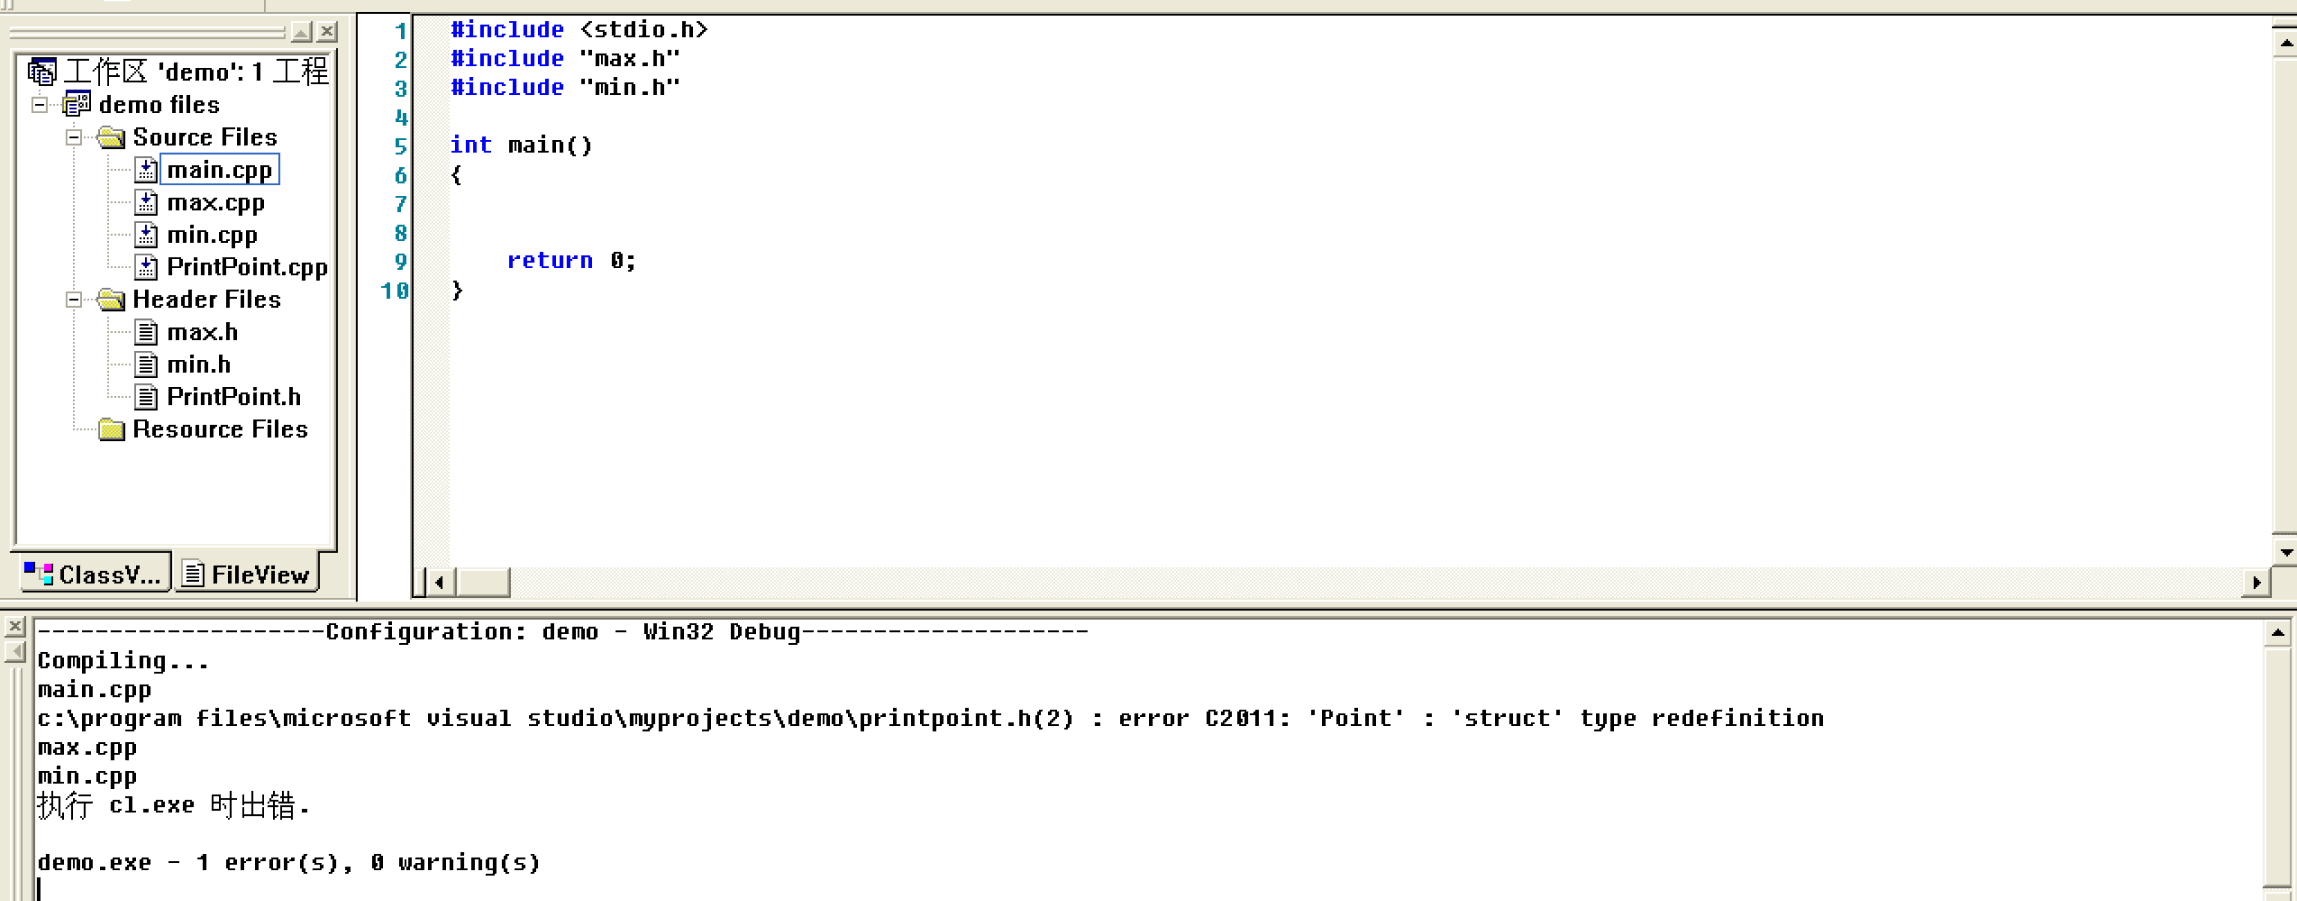 工作区 'demo': 1 工程
demo files
Source Files
main.cpp
max.cpp
min.cpp
PrintPoint.cpp
Header Files
max.h
min.h
PrintPoint.h
Resource Files
ClassV...
FileView
1 #include <stdio.h>
2 #include "max.h"
3 #include "min.h"
4
5 int main()
6 {
7
8
9 return 0;
10 }
--------------------Configuration: demo - Win32 Debug--------------------
Compiling...
main.cpp
c:\program files\microsoft visual studio\myprojects\demo\printpoint.h(2) : error C2011: 'Point' : 'struct' type redefinition
max.cpp
min.cpp
执行 cl.exe 时出错.
demo.exe - 1 error(s), 0 warning(s)